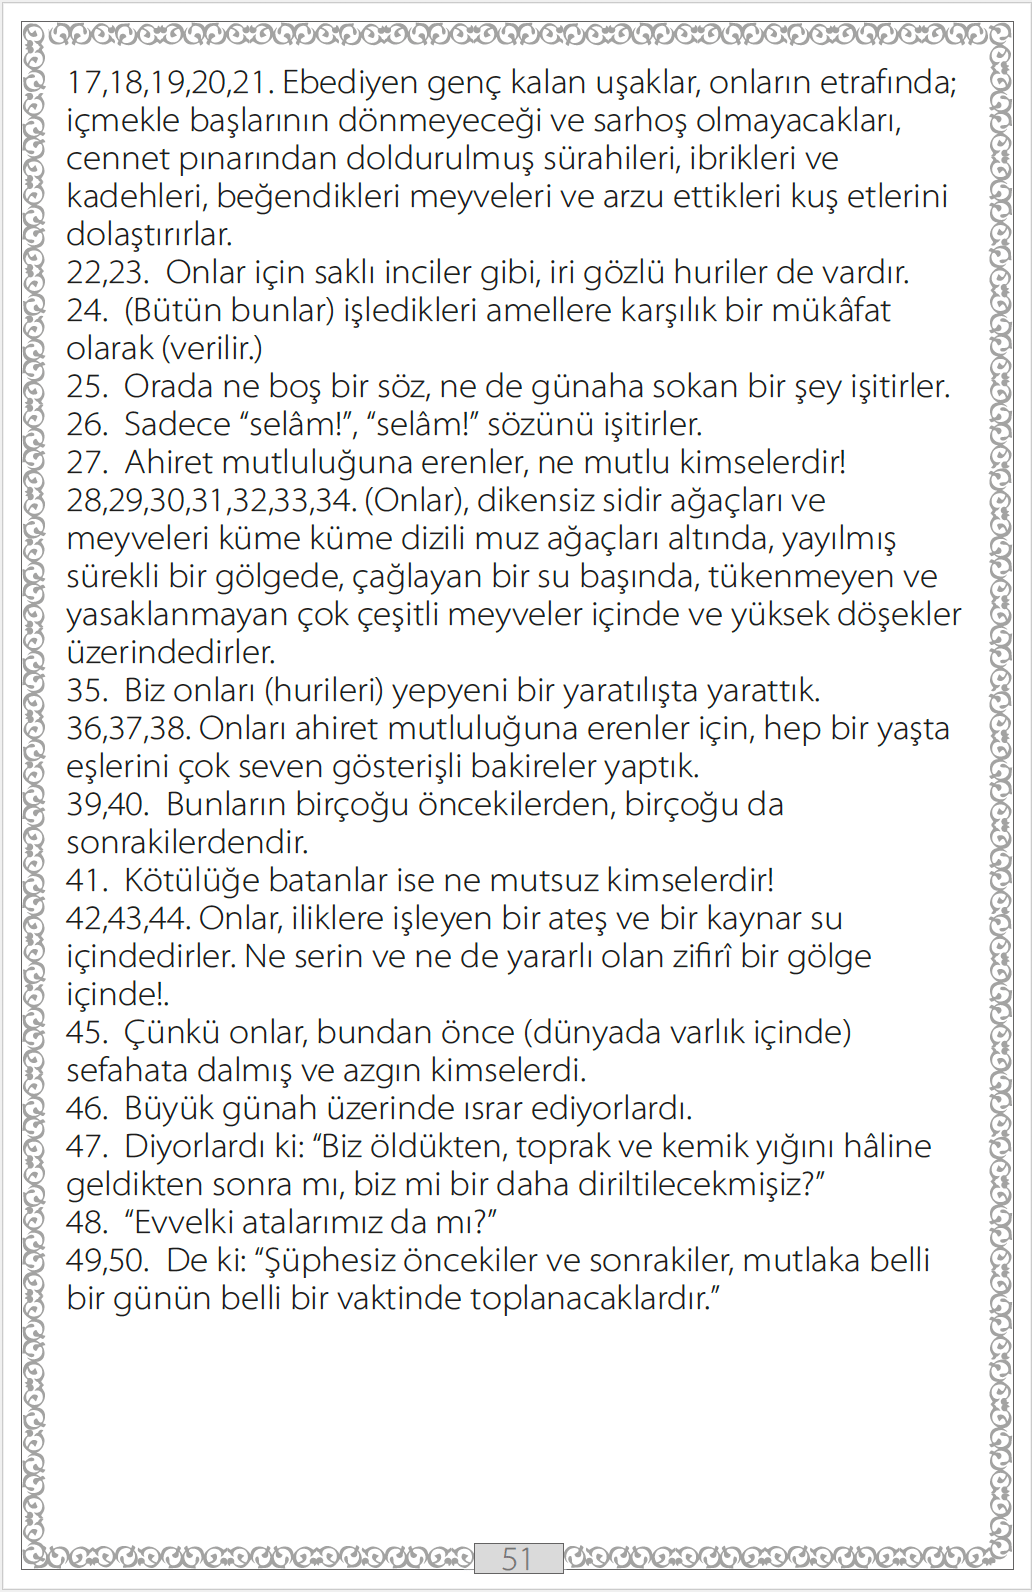 17,18,19,20,21. Ebediyen genç kalan uşaklar, onların etrafında;
içmekle başlarının dönmeyeceği ve sarhoş olmayacakları,
cennet pınarından doldurulmuş sürahileri, ibrikleri ve
kadehleri, beğendikleri meyveleri ve arzu ettikleri kuş etlerini
dolaştırırlar.
22,23.  Onlar için saklı inciler gibi, iri gözlü huriler de vardır.
24.  (Bütün bunlar) işledikleri amellere karşılık bir mükâfat
olarak (verilir.)
25.  Orada ne boş bir söz, ne de günaha sokan bir şey işitirler.
26.  Sadece “selâm!”, “selâm!” sözünü işitirler.
27.  Ahiret mutluluğuna erenler, ne mutlu kimselerdir!
28,29,30,31,32,33,34. (Onlar), dikensiz sidir ağaçları ve
meyveleri küme küme dizili muz ağaçları altında, yayılmış
sürekli bir gölgede, çağlayan bir su başında, tükenmeyen ve
yasaklanmayan çok çeşitli meyveler içinde ve yüksek döşekler
üzerindedirler.
35.  Biz onları (hurileri) yepyeni bir yaratılışta yarattık.
36,37,38. Onları ahiret mutluluğuna erenler için, hep bir yaşta
eşlerini çok seven gösterişli bakireler yaptık.
39,40.  Bunların birçoğu öncekilerden, birçoğu da
sonrakilerdendir.
41.  Kötülüğe batanlar ise ne mutsuz kimselerdir!
42,43,44. Onlar, iliklere işleyen bir ateş ve bir kaynar su
içindedirler. Ne serin ve ne de yararlı olan zifirî bir gölge
içinde!.
45.  Çünkü onlar, bundan önce (dünyada varlık içinde)
sefahata dalmış ve azgın kimselerdi.
46.  Büyük günah üzerinde ısrar ediyorlardı.
47.  Diyorlardı ki: “Biz öldükten, toprak ve kemik yığını hâline
geldikten sonra mı, biz mi bir daha diriltilecekmişiz?”
48.  “Evvelki atalarımız da mı?”
49,50.  De ki: “Şüphesiz öncekiler ve sonrakiler, mutlaka belli
bir günün belli bir vaktinde toplanacaklardır.”
51